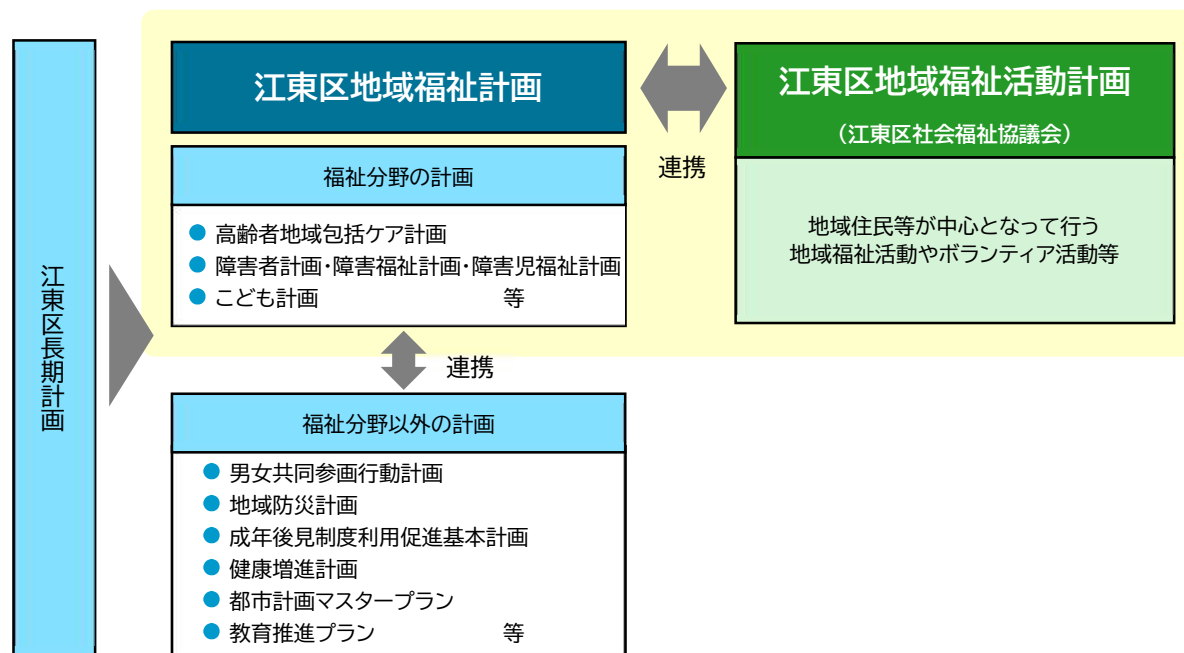 江東区長期計画
江東区地域福祉計画
福祉分野の計画
● 高齢者地域包括ケア計画
● 障害者計画・障害福祉計画・障害児福祉計画
● こども計画 等
連携
江東区地域福祉活動計画
（江東区社会福祉協議会）
地域住民等が中心となって行う
地域福祉活動やボランティア活動等
連携
福祉分野以外の計画
● 男女共同参画行動計画
● 地域防災計画
● 成年後見制度利用促進基本計画
● 健康増進計画
● 都市計画マスタープラン
● 教育推進プラン 等